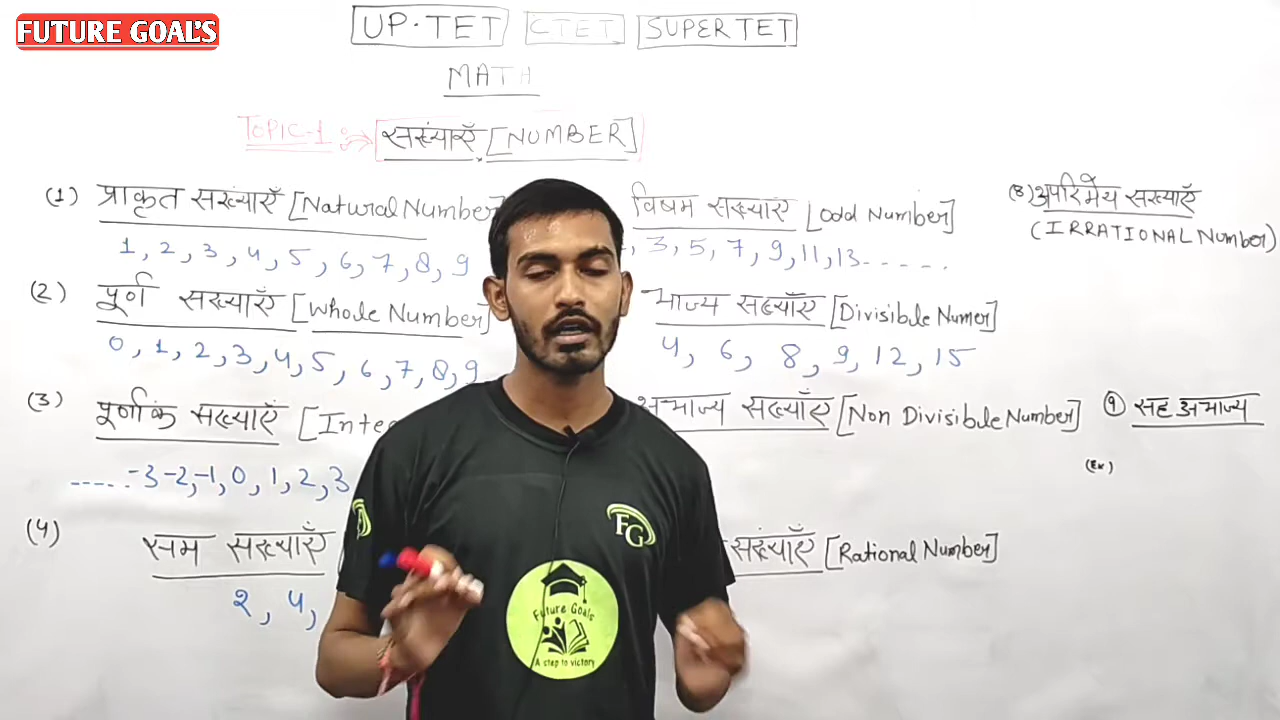 FUTURE GOAL'S
UP·TET CTET SUPER TET
MATH
TOPIC-1 संख्याएँ [NUMBER]
(1) प्राकृत संख्याएँ [Natural Number
1, 2, 3, 4, 5, 6, 7, 8, 9
(2) पूर्ण संख्याएँ [Whole Number]
0, 1, 2, 3, 4, 5, 6, 7, 8, 9
(3) पूर्णांक संख्याएँ [Inte
.....-3-2,-1, 0, 1, 2, 3
(4) सम संख्याएँ
2, 4,
विषम संख्याएँ [Odd Number]
, 3, 5, 7, 9, 11, 13.....
भाज्य संख्याएँ [Divisible Numer]
4, 6, 8, 9, 12, 15
अभाज्य संख्याएँ [Non Divisible Number]
संख्याएँ [Rational Number]
(8) अपरिमेय संख्याएँ
(IRRATIONAL Number)
(9) सह अभाज्य
(Ex)
FG
Future Goals
A step to victory